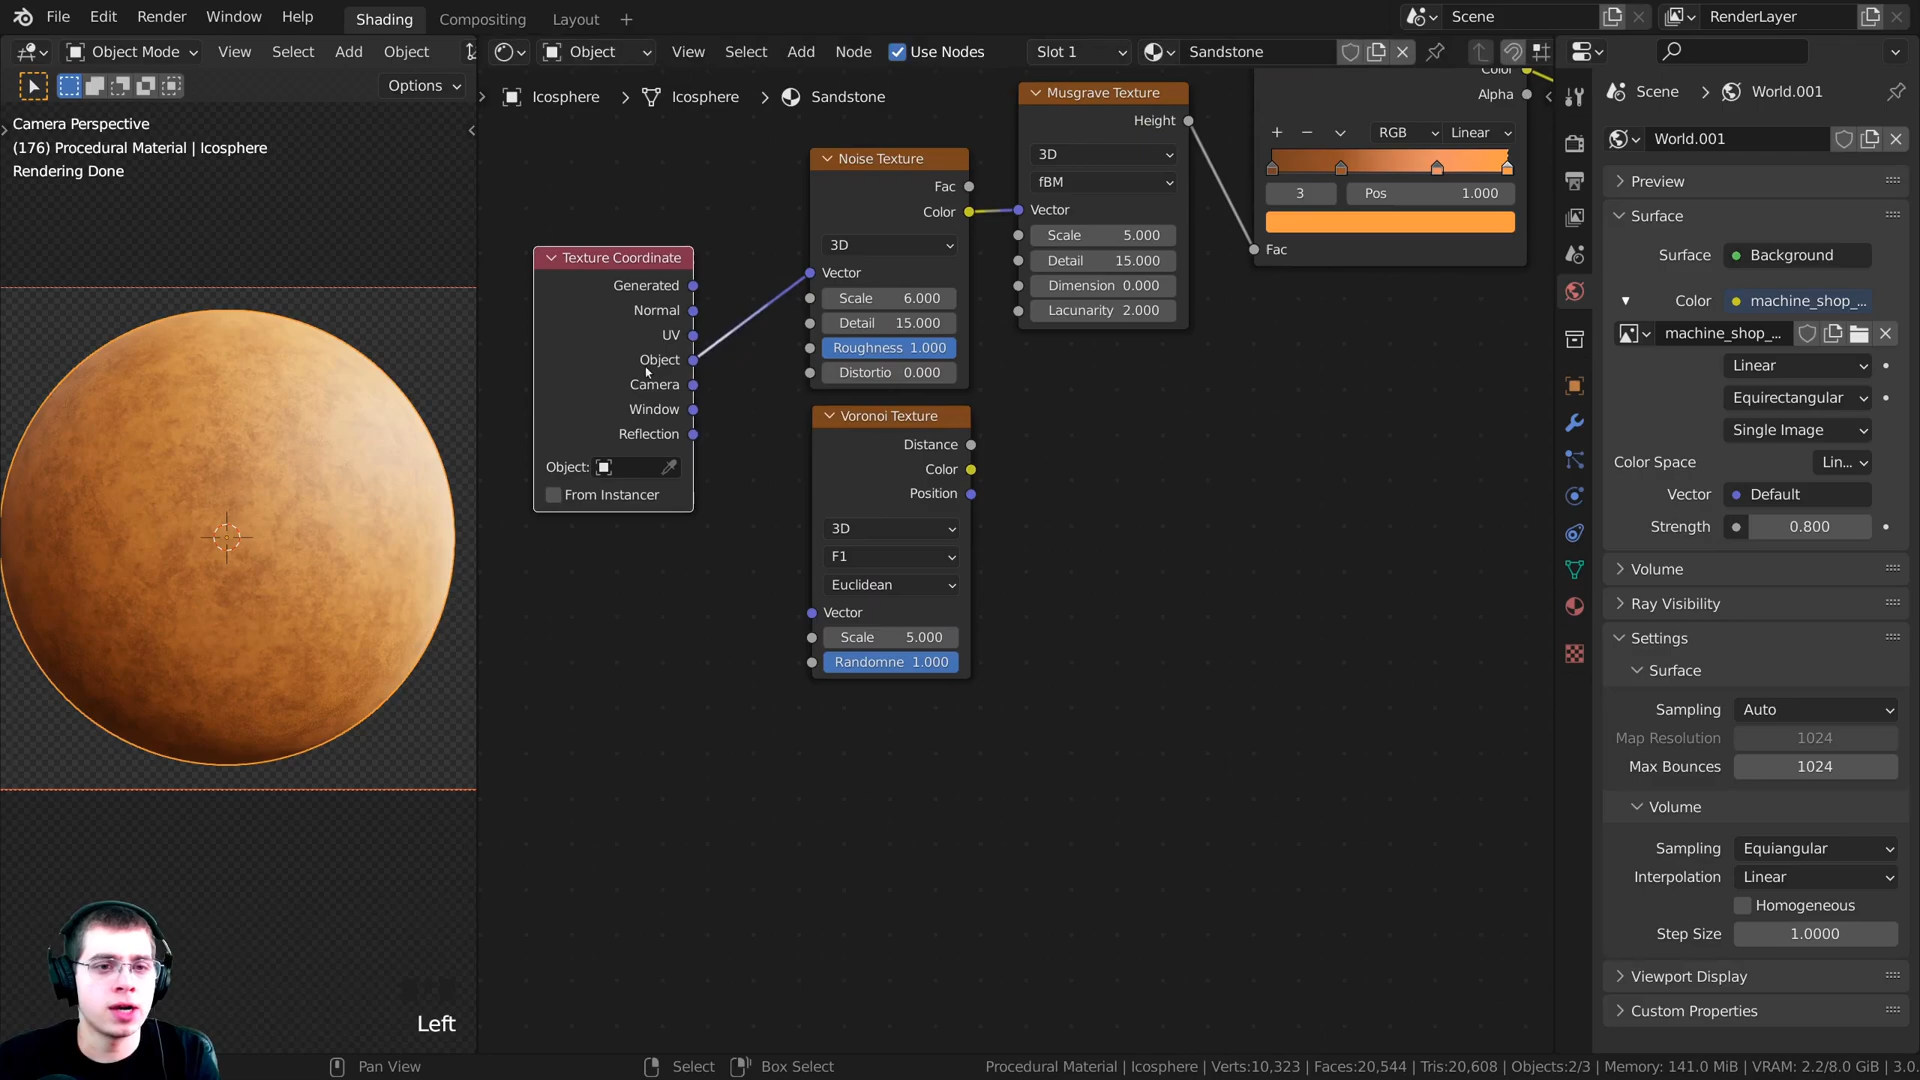 File Edit Render Window Help Shading Compositing Layout + Scene RenderLayer
Object Mode View Select Add Object Object View Select Add Node Use Nodes Slot 1 Sandstone
Options
Icosphere > Icosphere > Sandstone
Scene > World.001
Camera Perspective
(176) Procedural Material | Icosphere
Rendering Done
Texture Coordinate
Generated
Normal
UV
Object
Camera
Window
Reflection
Object:
From Instancer
Noise Texture
Fac
Color
3D
Vector
Scale 6.000
Detail 15.000
Roughness 1.000
Distortio 0.000
Voronoi Texture
Distance
Color
Position
3D
F1
Euclidean
Vector
Scale 5.000
Randomne 1.000
Musgrave Texture
Height
3D
fBM
Vector
Scale 5.000
Detail 15.000
Dimension 0.000
Lacunarity 2.000
Color
Alpha
+ − RGB Linear
3 Pos 1.000
Fac
World.001
Preview
Surface
Surface Background
Color machine_shop_...
machine_shop_...
Linear
Equirectangular
Single Image
Color Space Lin...
Vector Default
Strength 0.800
Volume
Ray Visibility
Settings
Surface
Sampling Auto
Map Resolution 1024
Max Bounces 1024
Volume
Sampling Equiangular
Interpolation Linear
Homogeneous
Step Size 1.0000
Viewport Display
Custom Properties
Left
Pan View Select Box Select Procedural Material | Icosphere | Verts:10,323 | Faces:20,544 | Tris:20,608 | Objects:2/3 | Memory: 141.0 MiB | VRAM: 2.2/8.0 GiB | 3.0.